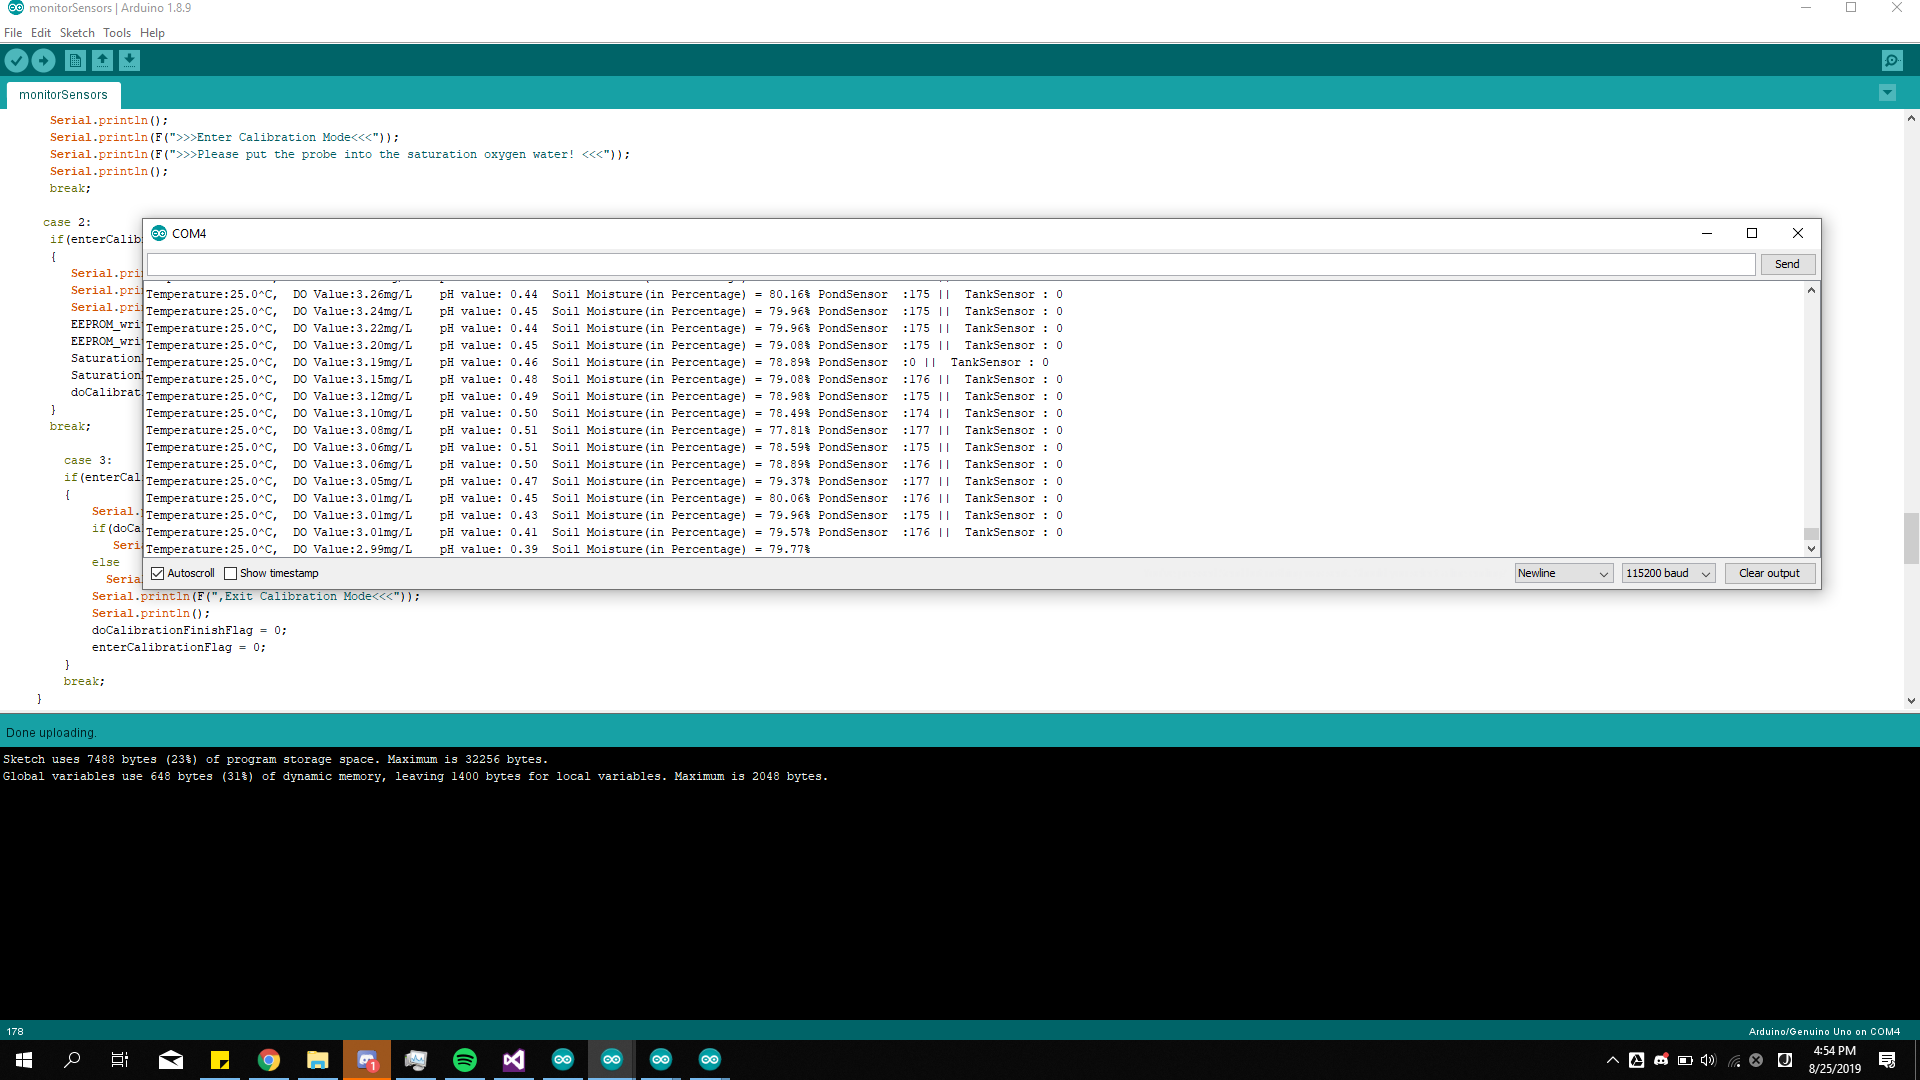 monitorSensors | Arduino 1.8.9
File Edit Sketch Tools Help
monitorSensors
Serial.println();
Serial.println(F(">>>Enter Calibration Mode<<<"));
Serial.println(F(">>>Please put the probe into the saturation oxygen water! <<<"));
Serial.println();
break;
case 2:
if(enterCalib
{
Serial.pri
Serial.pri
Serial.pri
EEPROM_wri
EEPROM_wri
Saturation
Saturation
doCalibrat
}
break;
case 3:
if(enterCal
{
Serial.
if(doCa
Seri
else
Seria
Serial.println(F(",Exit Calibration Mode<<<"));
Serial.println();
doCalibrationFinishFlag = 0;
enterCalibrationFlag = 0;
}
break;
}
COM4
Send
Temperature:25.0^C, DO Value:3.26mg/L pH value: 0.44 Soil Moisture(in Percentage) = 80.16% PondSensor :175 || TankSensor : 0
Temperature:25.0^C, DO Value:3.24mg/L pH value: 0.45 Soil Moisture(in Percentage) = 79.96% PondSensor :175 || TankSensor : 0
Temperature:25.0^C, DO Value:3.22mg/L pH value: 0.44 Soil Moisture(in Percentage) = 79.96% PondSensor :175 || TankSensor : 0
Temperature:25.0^C, DO Value:3.20mg/L pH value: 0.45 Soil Moisture(in Percentage) = 79.08% PondSensor :175 || TankSensor : 0
Temperature:25.0^C, DO Value:3.19mg/L pH value: 0.46 Soil Moisture(in Percentage) = 78.89% PondSensor :0 || TankSensor : 0
Temperature:25.0^C, DO Value:3.15mg/L pH value: 0.48 Soil Moisture(in Percentage) = 79.08% PondSensor :176 || TankSensor : 0
Temperature:25.0^C, DO Value:3.12mg/L pH value: 0.49 Soil Moisture(in Percentage) = 78.98% PondSensor :175 || TankSensor : 0
Temperature:25.0^C, DO Value:3.10mg/L pH value: 0.50 Soil Moisture(in Percentage) = 78.49% PondSensor :174 || TankSensor : 0
Temperature:25.0^C, DO Value:3.08mg/L pH value: 0.51 Soil Moisture(in Percentage) = 77.81% PondSensor :177 || TankSensor : 0
Temperature:25.0^C, DO Value:3.06mg/L pH value: 0.51 Soil Moisture(in Percentage) = 78.59% PondSensor :175 || TankSensor : 0
Temperature:25.0^C, DO Value:3.06mg/L pH value: 0.50 Soil Moisture(in Percentage) = 78.89% PondSensor :176 || TankSensor : 0
Temperature:25.0^C, DO Value:3.05mg/L pH value: 0.47 Soil Moisture(in Percentage) = 79.37% PondSensor :177 || TankSensor : 0
Temperature:25.0^C, DO Value:3.01mg/L pH value: 0.45 Soil Moisture(in Percentage) = 80.06% PondSensor :176 || TankSensor : 0
Temperature:25.0^C, DO Value:3.01mg/L pH value: 0.43 Soil Moisture(in Percentage) = 79.96% PondSensor :175 || TankSensor : 0
Temperature:25.0^C, DO Value:3.01mg/L pH value: 0.41 Soil Moisture(in Percentage) = 79.57% PondSensor :176 || TankSensor : 0
Temperature:25.0^C, DO Value:2.99mg/L pH value: 0.39 Soil Moisture(in Percentage) = 79.77%
Autoscroll Show timestamp Newline 115200 baud Clear output
Done uploading.
Sketch uses 7488 bytes (23%) of program storage space. Maximum is 32256 bytes.
Global variables use 648 bytes (31%) of dynamic memory, leaving 1400 bytes for local variables. Maximum is 2048 bytes.
178 Arduino/Genuino Uno on COM4
1
4:54 PM
8/25/2019